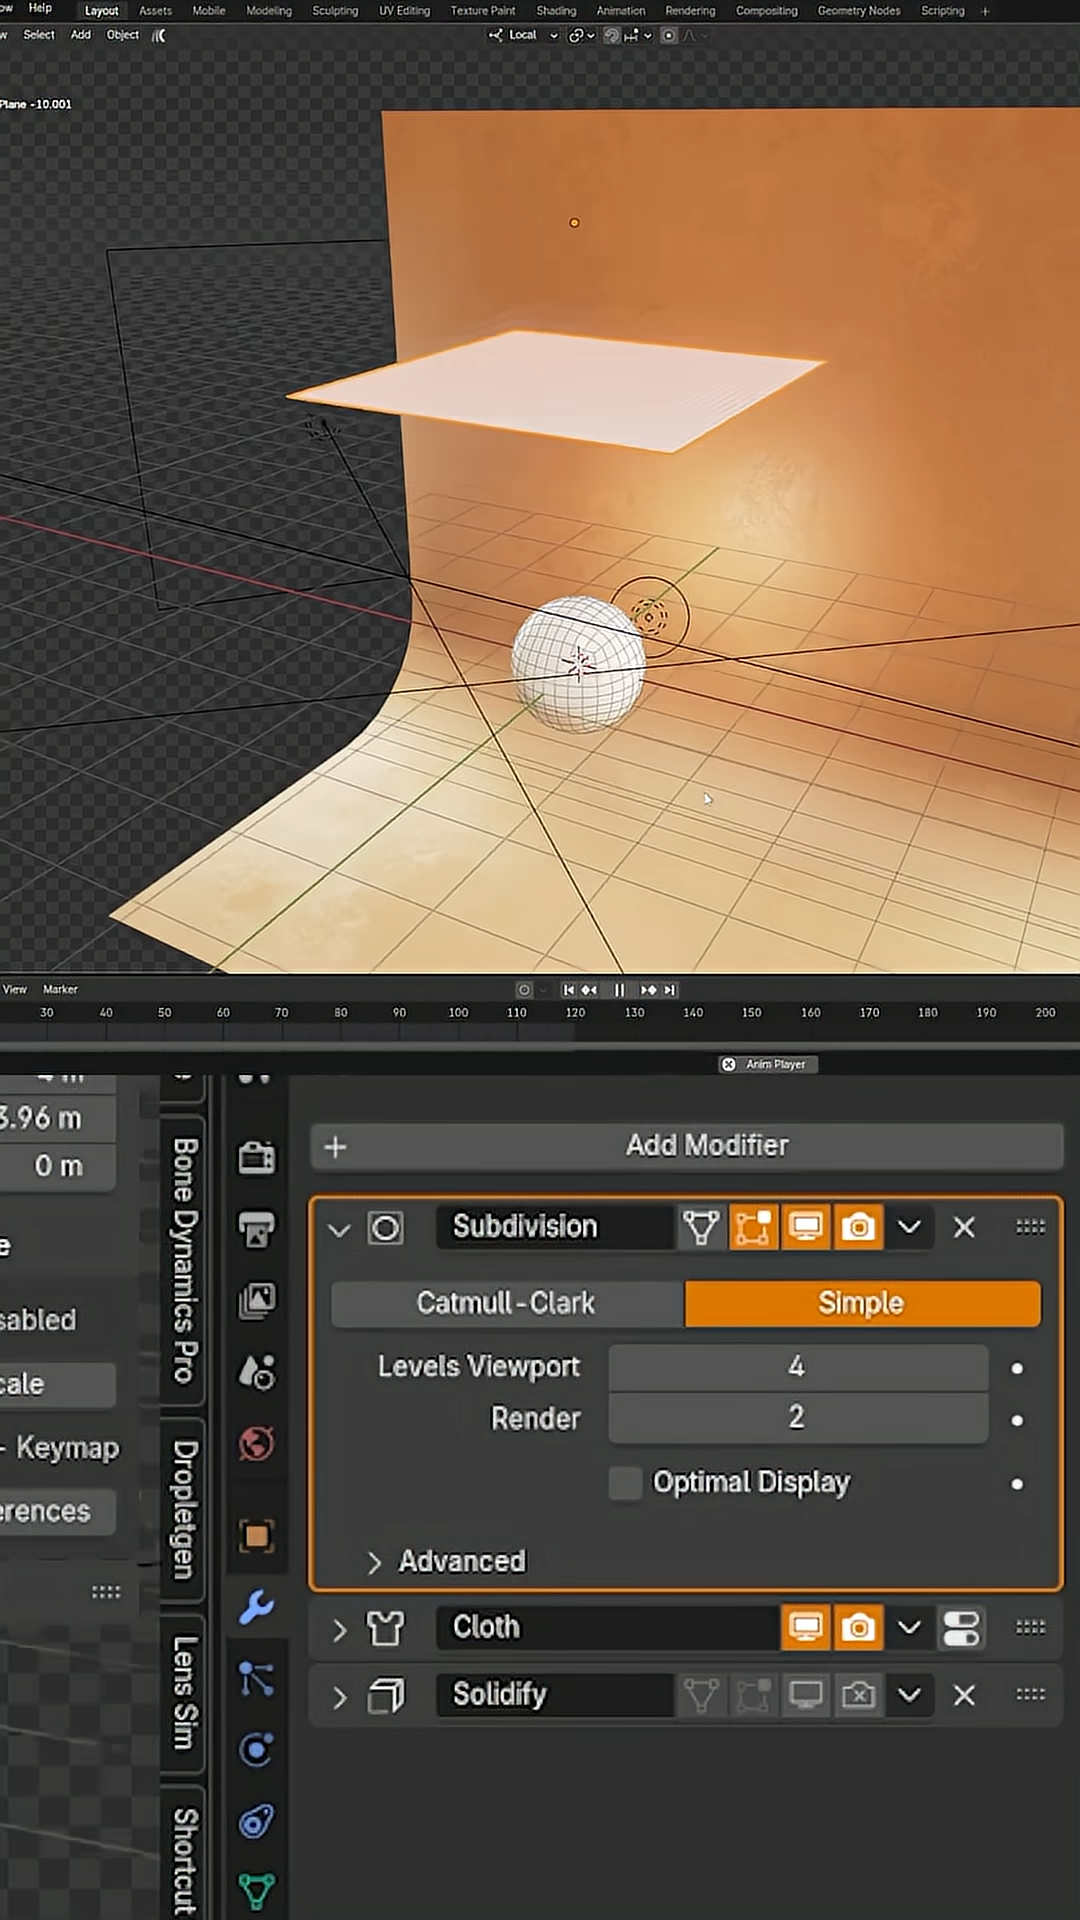 Help Layout Assets Mobile Modeling Sculpting UV Editing Texture Paint Shading Animation Rendering Compositing Geometry Nodes Scripting +
Select Add Object Local
Plane -10.001
View Marker
30 40 50 60 70 80 90 100 110 120 130 140 150 160 170 180 190 200
Anim Player
3.96 m
0 m
Bone Dynamics Pro
Dropletgen
Lens Sim
Shortcut
sabled
cale
- Keymap
erences
+ Add Modifier
Subdivision
Catmull-Clark Simple
Levels Viewport 4
Render 2
Optimal Display
Advanced
Cloth
Solidify